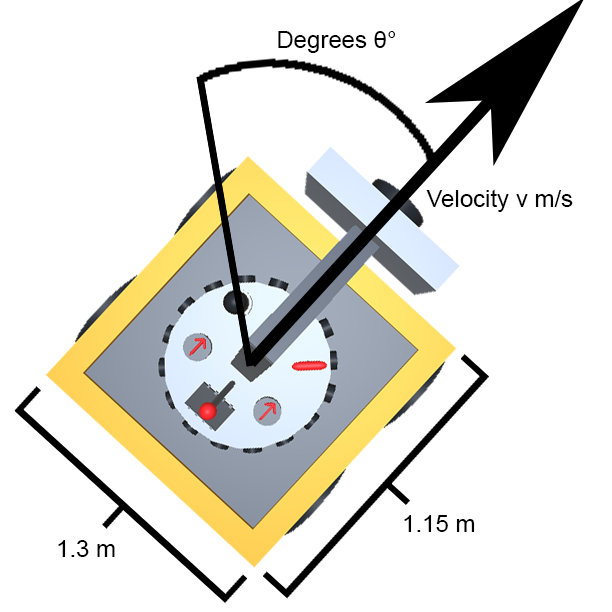 Degrees θ°
Velocity v m/s
1.15 m
1.3 m